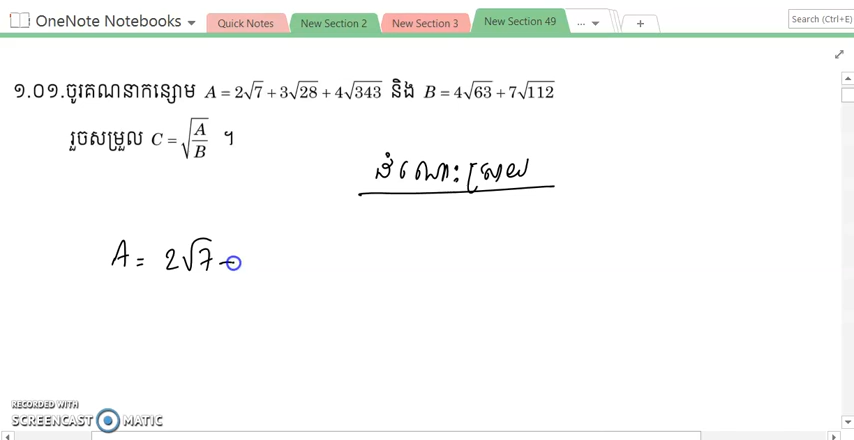 OneNote Notebooks Quick Notes New Section 2 New Section 3 New Section 49 ... + Search (Ctrl+E)
១.០១.ចូរគណនាកន្សោម A = 2√7 + 3√28 + 4√343 និង B = 4√63 + 7√112
រួចសម្រួល C = √(A/B) ។
ដំណោះស្រាយ
A = 2√7 –
RECORDED WITH
SCREENCAST MATIC